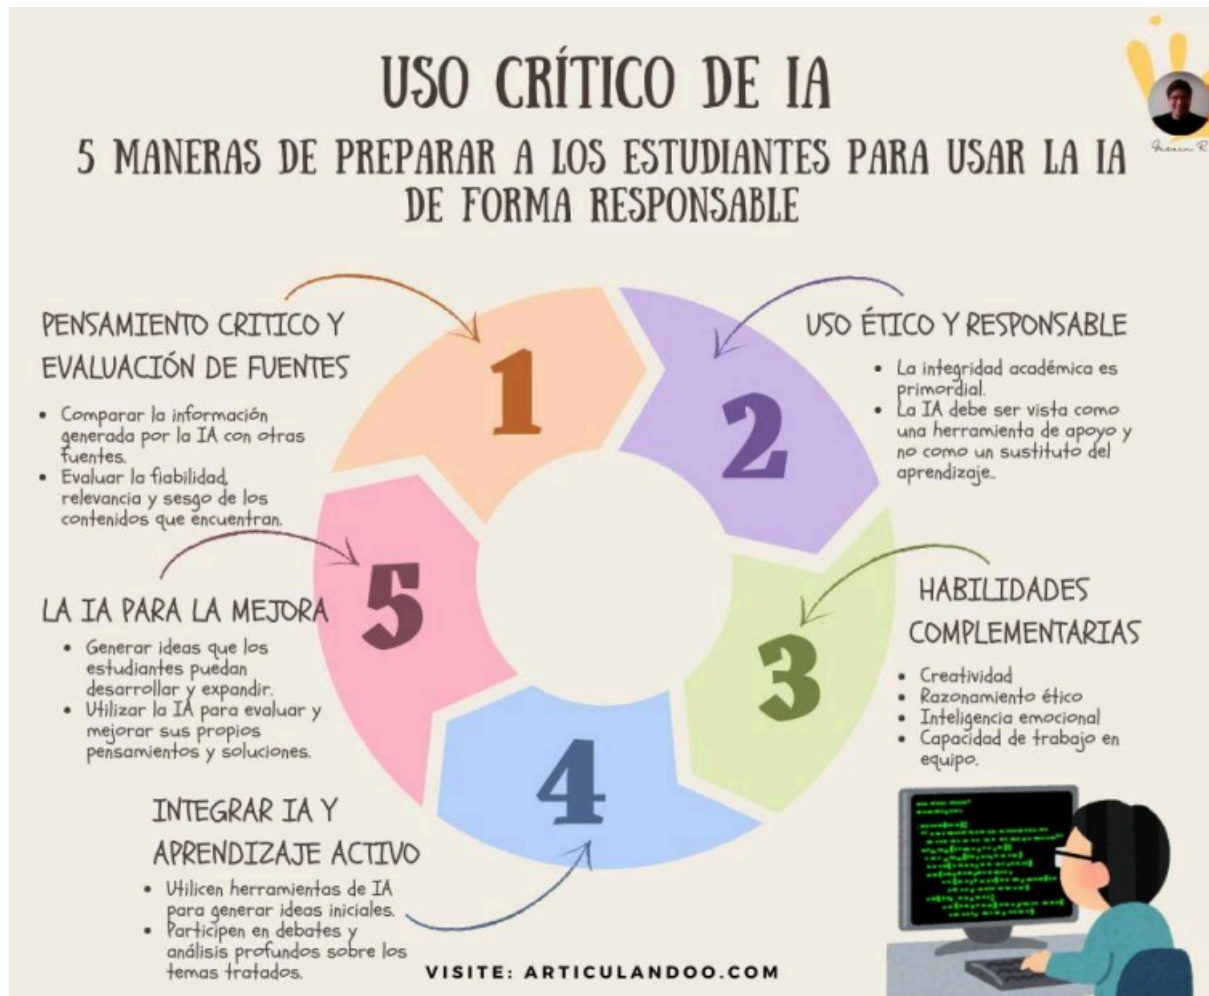 USO CRÍTICO DE IA
5 MANERAS DE PREPARAR A LOS ESTUDIANTES PARA USAR LA IA
DE FORMA RESPONSABLE
PENSAMIENTO CRITICO Y
EVALUACIÓN DE FUENTES
• Comparar la información
generada por la IA con otras
fuentes.
• Evaluar la fiabilidad,
relevancia y sesgo de los
contenidos que encuentran.
1
USO ÉTICO Y RESPONSABLE
• La integridad académica es
primordial.
• La IA debe ser vista como
una herramienta de apoyo y
no como un sustituto del
aprendizaje..
2
HABILIDADES
COMPLEMENTARIAS
• Creatividad
• Razonamiento ético
• Inteligencia emocional
• Capacidad de trabajo en
equipo.
3
INTEGRAR IA Y
APRENDIZAJE ACTIVO
• Utilicen herramientas de IA
para generar ideas iniciales.
• Participen en debates y
análisis profundos sobre los
temas tratados.
4
LA IA PARA LA MEJORA
• Generar ideas que los
estudiantes puedan
desarrollar y expandir.
• Utilizar la IA para evaluar y
mejorar sus propios
pensamientos y soluciones.
5
VISITE: ARTICULANDOO.COM